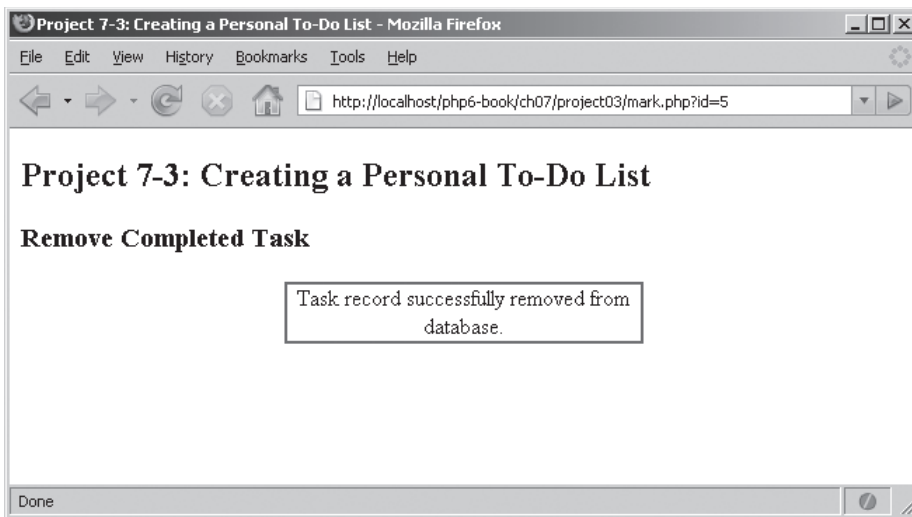 Project 7-3: Creating a Personal To-Do List - Mozilla Firefox
File Edit View History Bookmarks Tools Help
http://localhost/php6-book/ch07/project03/mark.php?id=5
Project 7-3: Creating a Personal To-Do List
Remove Completed Task
Task record successfully removed from
database.
Done